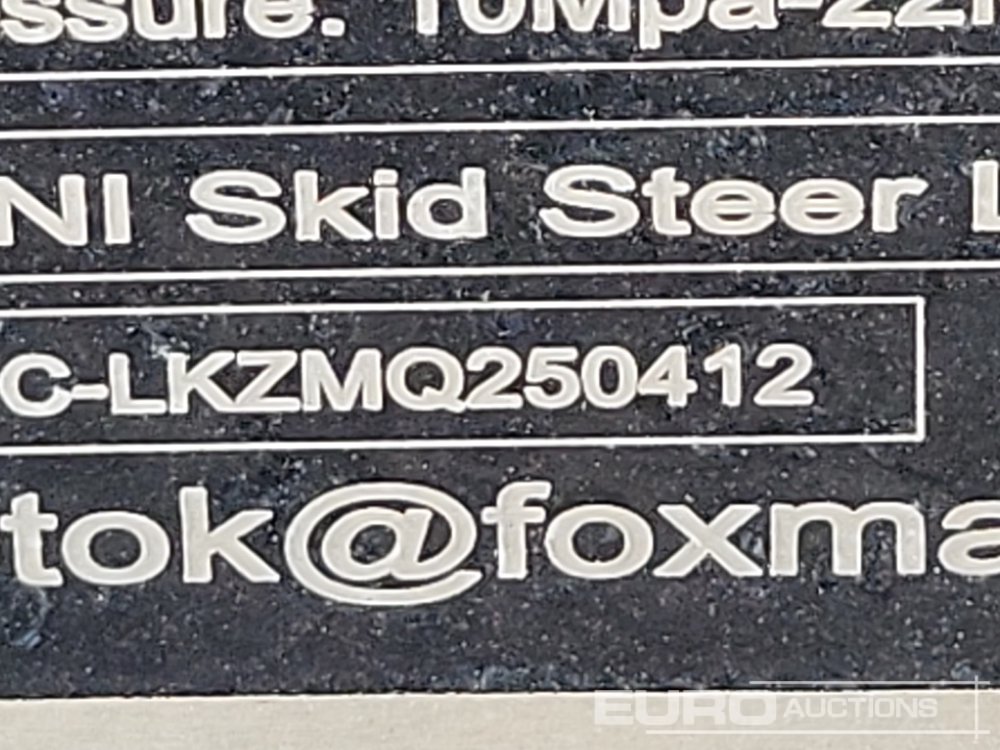 ssure: 10Mpa-22
NI Skid Steer L
C-LKZMQ250412
tok@foxma
EURO AUCTIONS